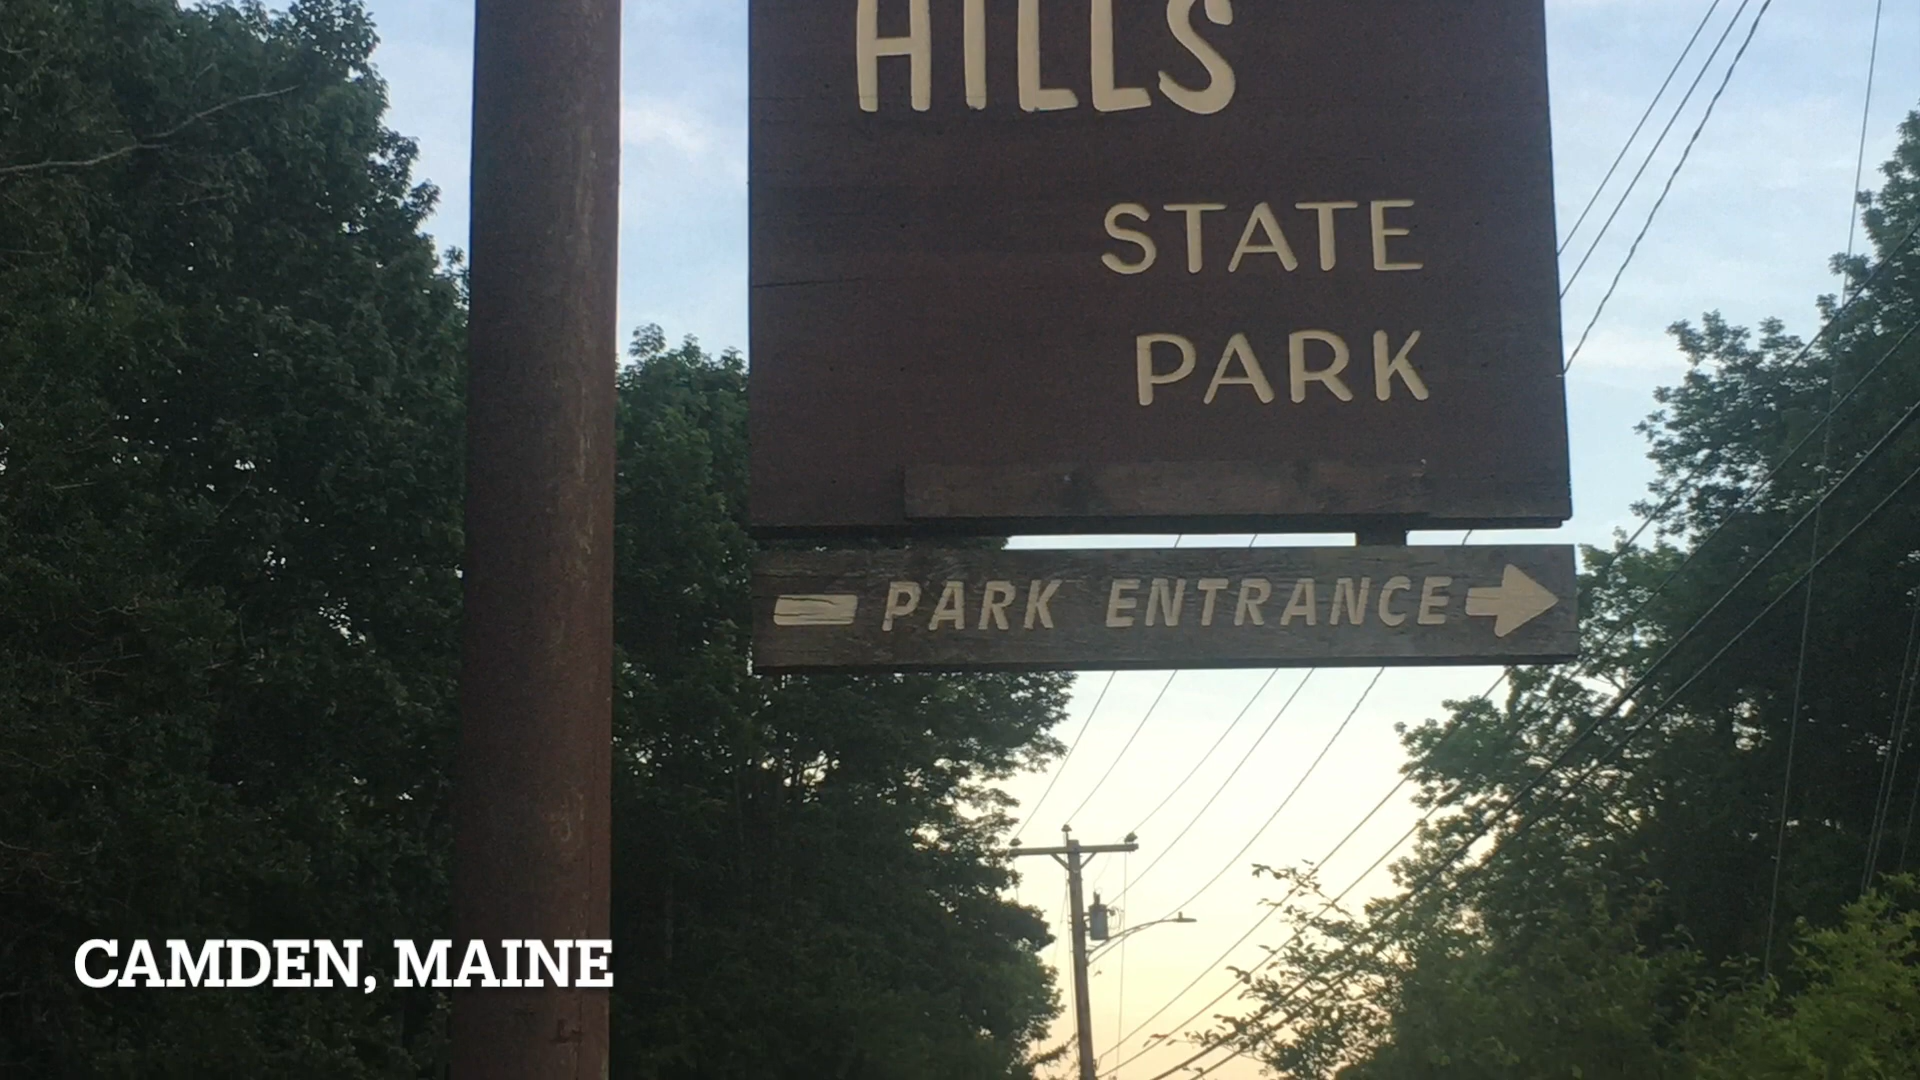 HILLS
STATE
PARK
PARK ENTRANCE
CAMDEN, MAINE